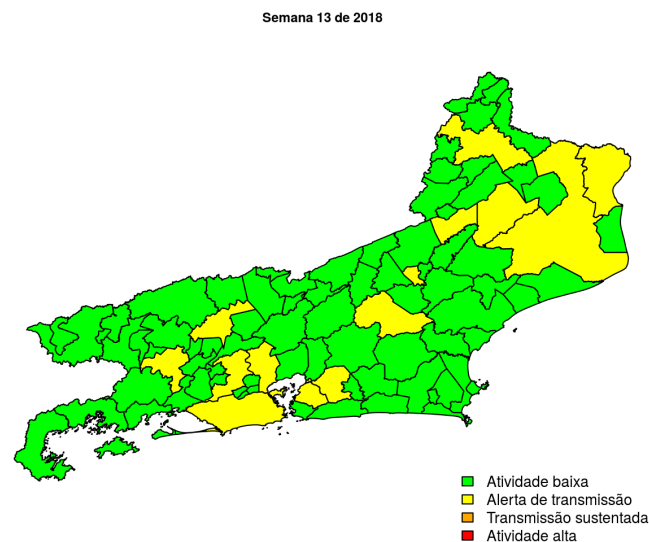 Semana 13 de 2018
Atividade baixa
Alerta de transmissão
Transmissão sustentada
Atividade alta